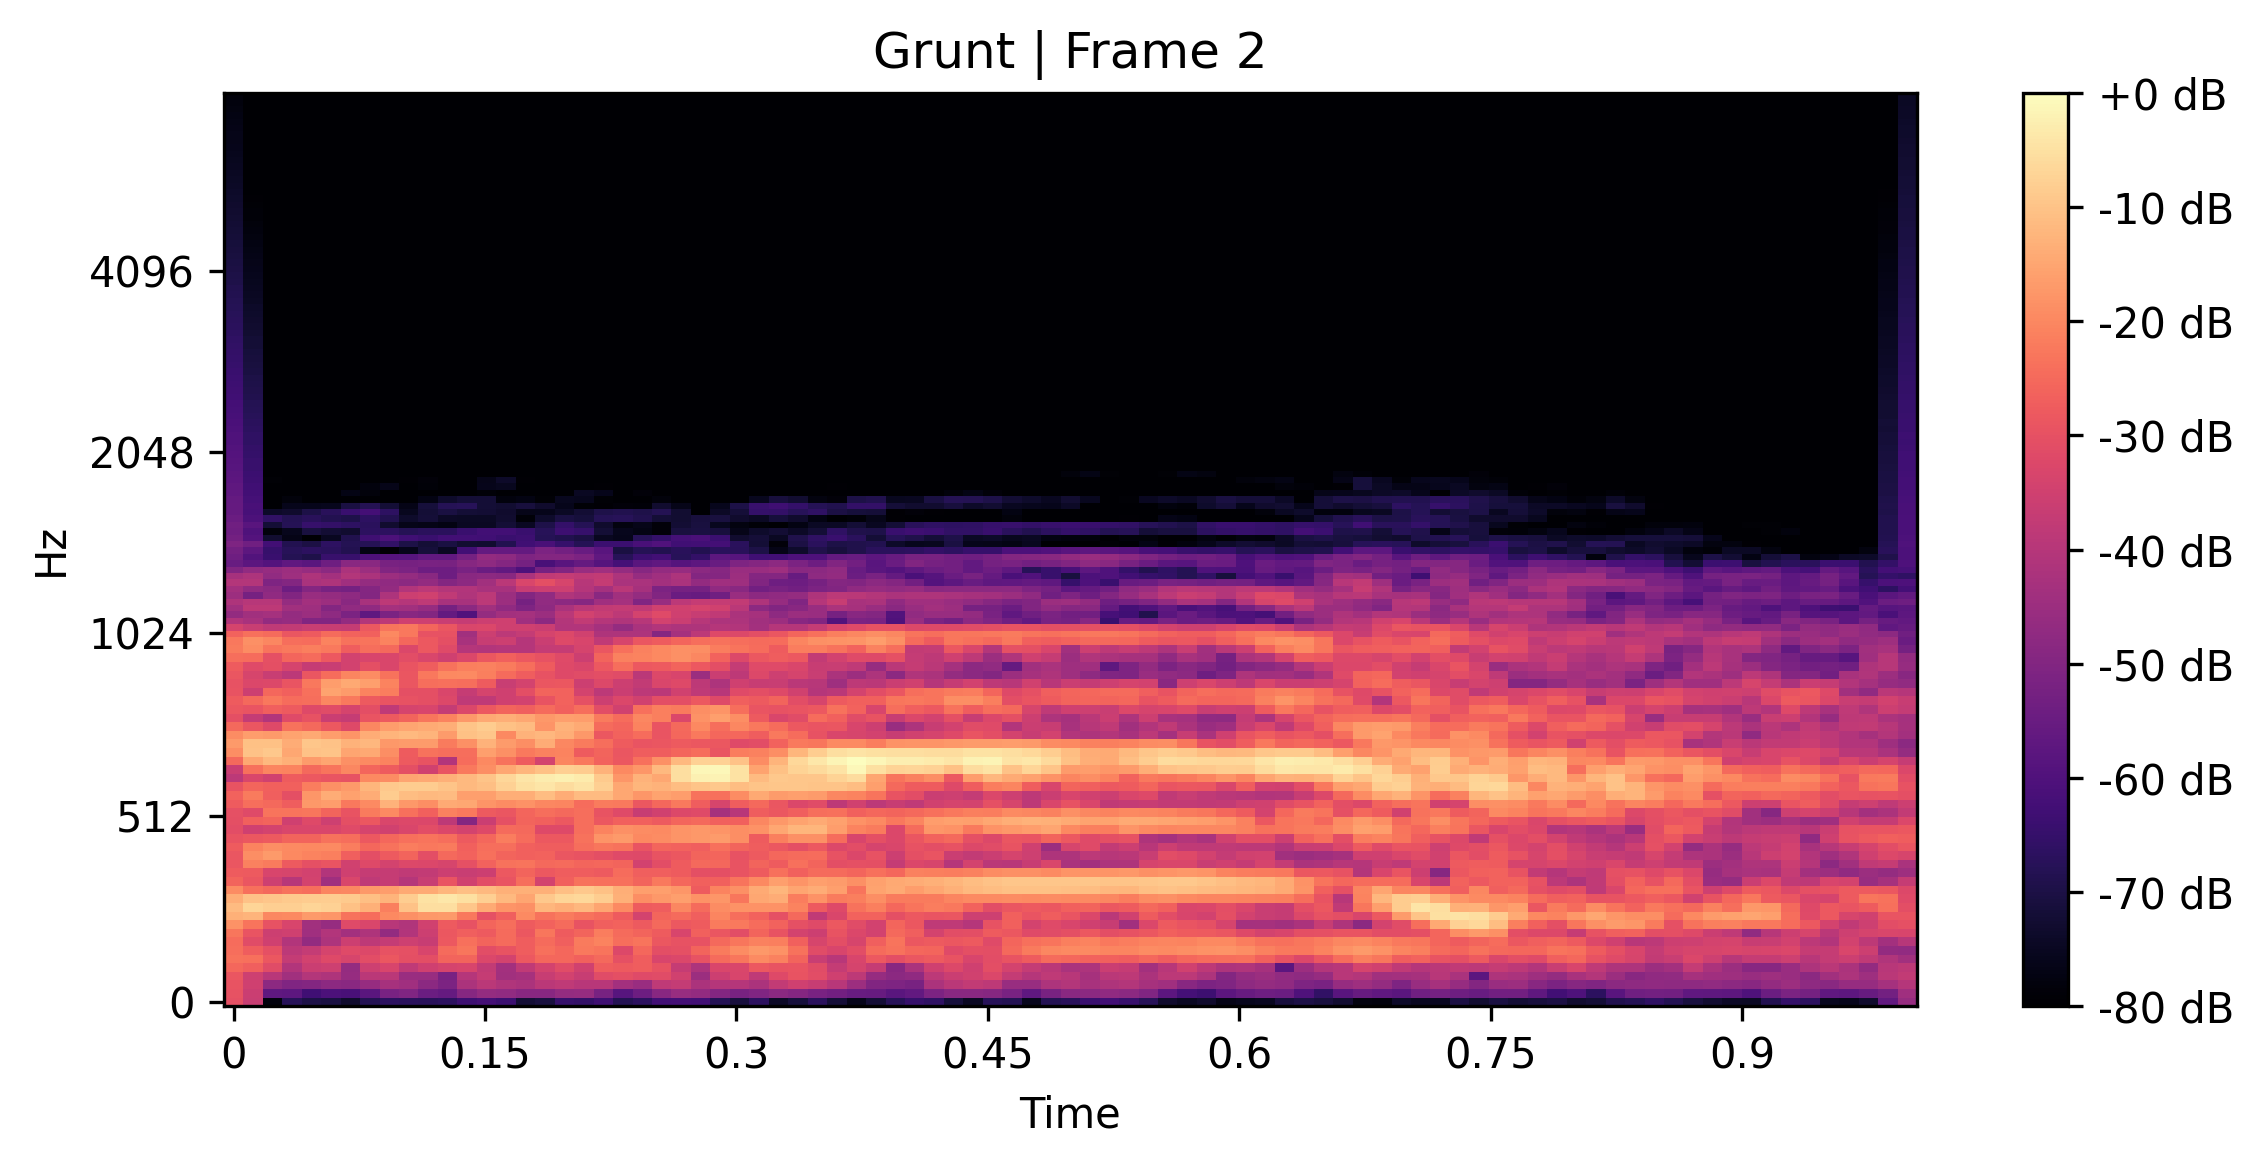 Grunt | Frame 2
+0 dB
-10 dB
-20 dB
-30 dB
-40 dB
-50 dB
-60 dB
-70 dB
-80 dB
4096
2048
1024
512
0
Hz
0 0.15 0.3 0.45 0.6 0.75 0.9
Time